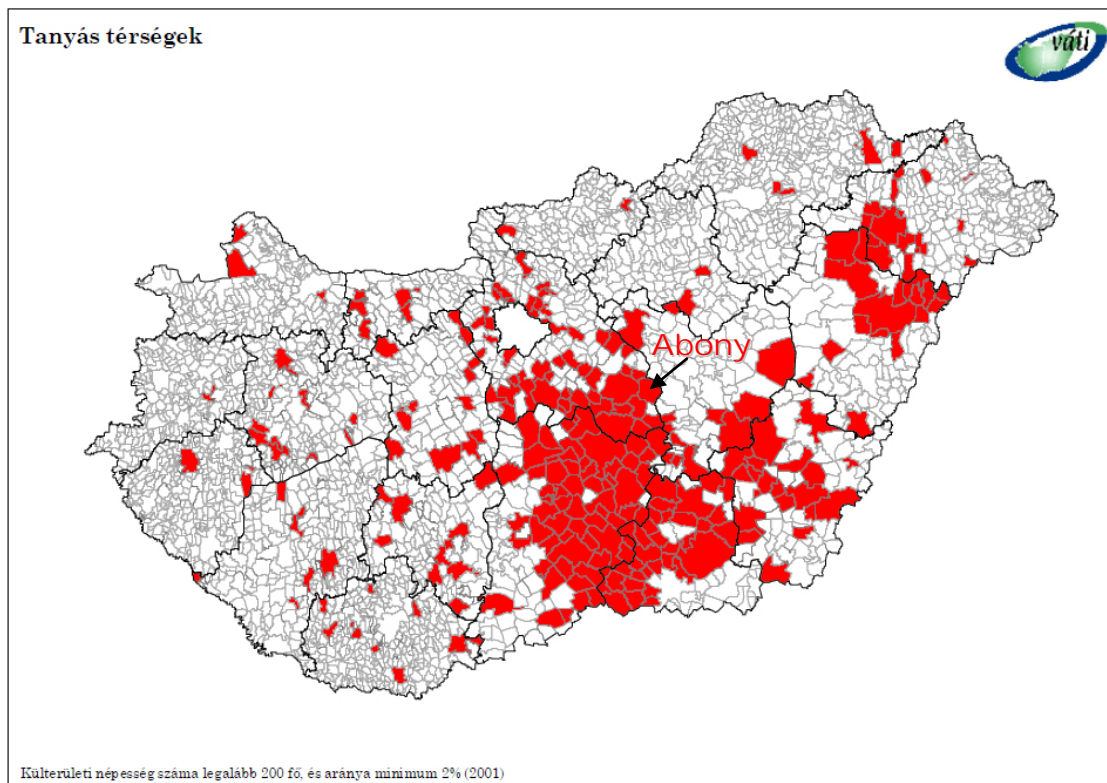 Tanyás térségek
váti
Abony
Külterületi népesség száma legalább 200 fő, és aránya minimum 2% (2001)